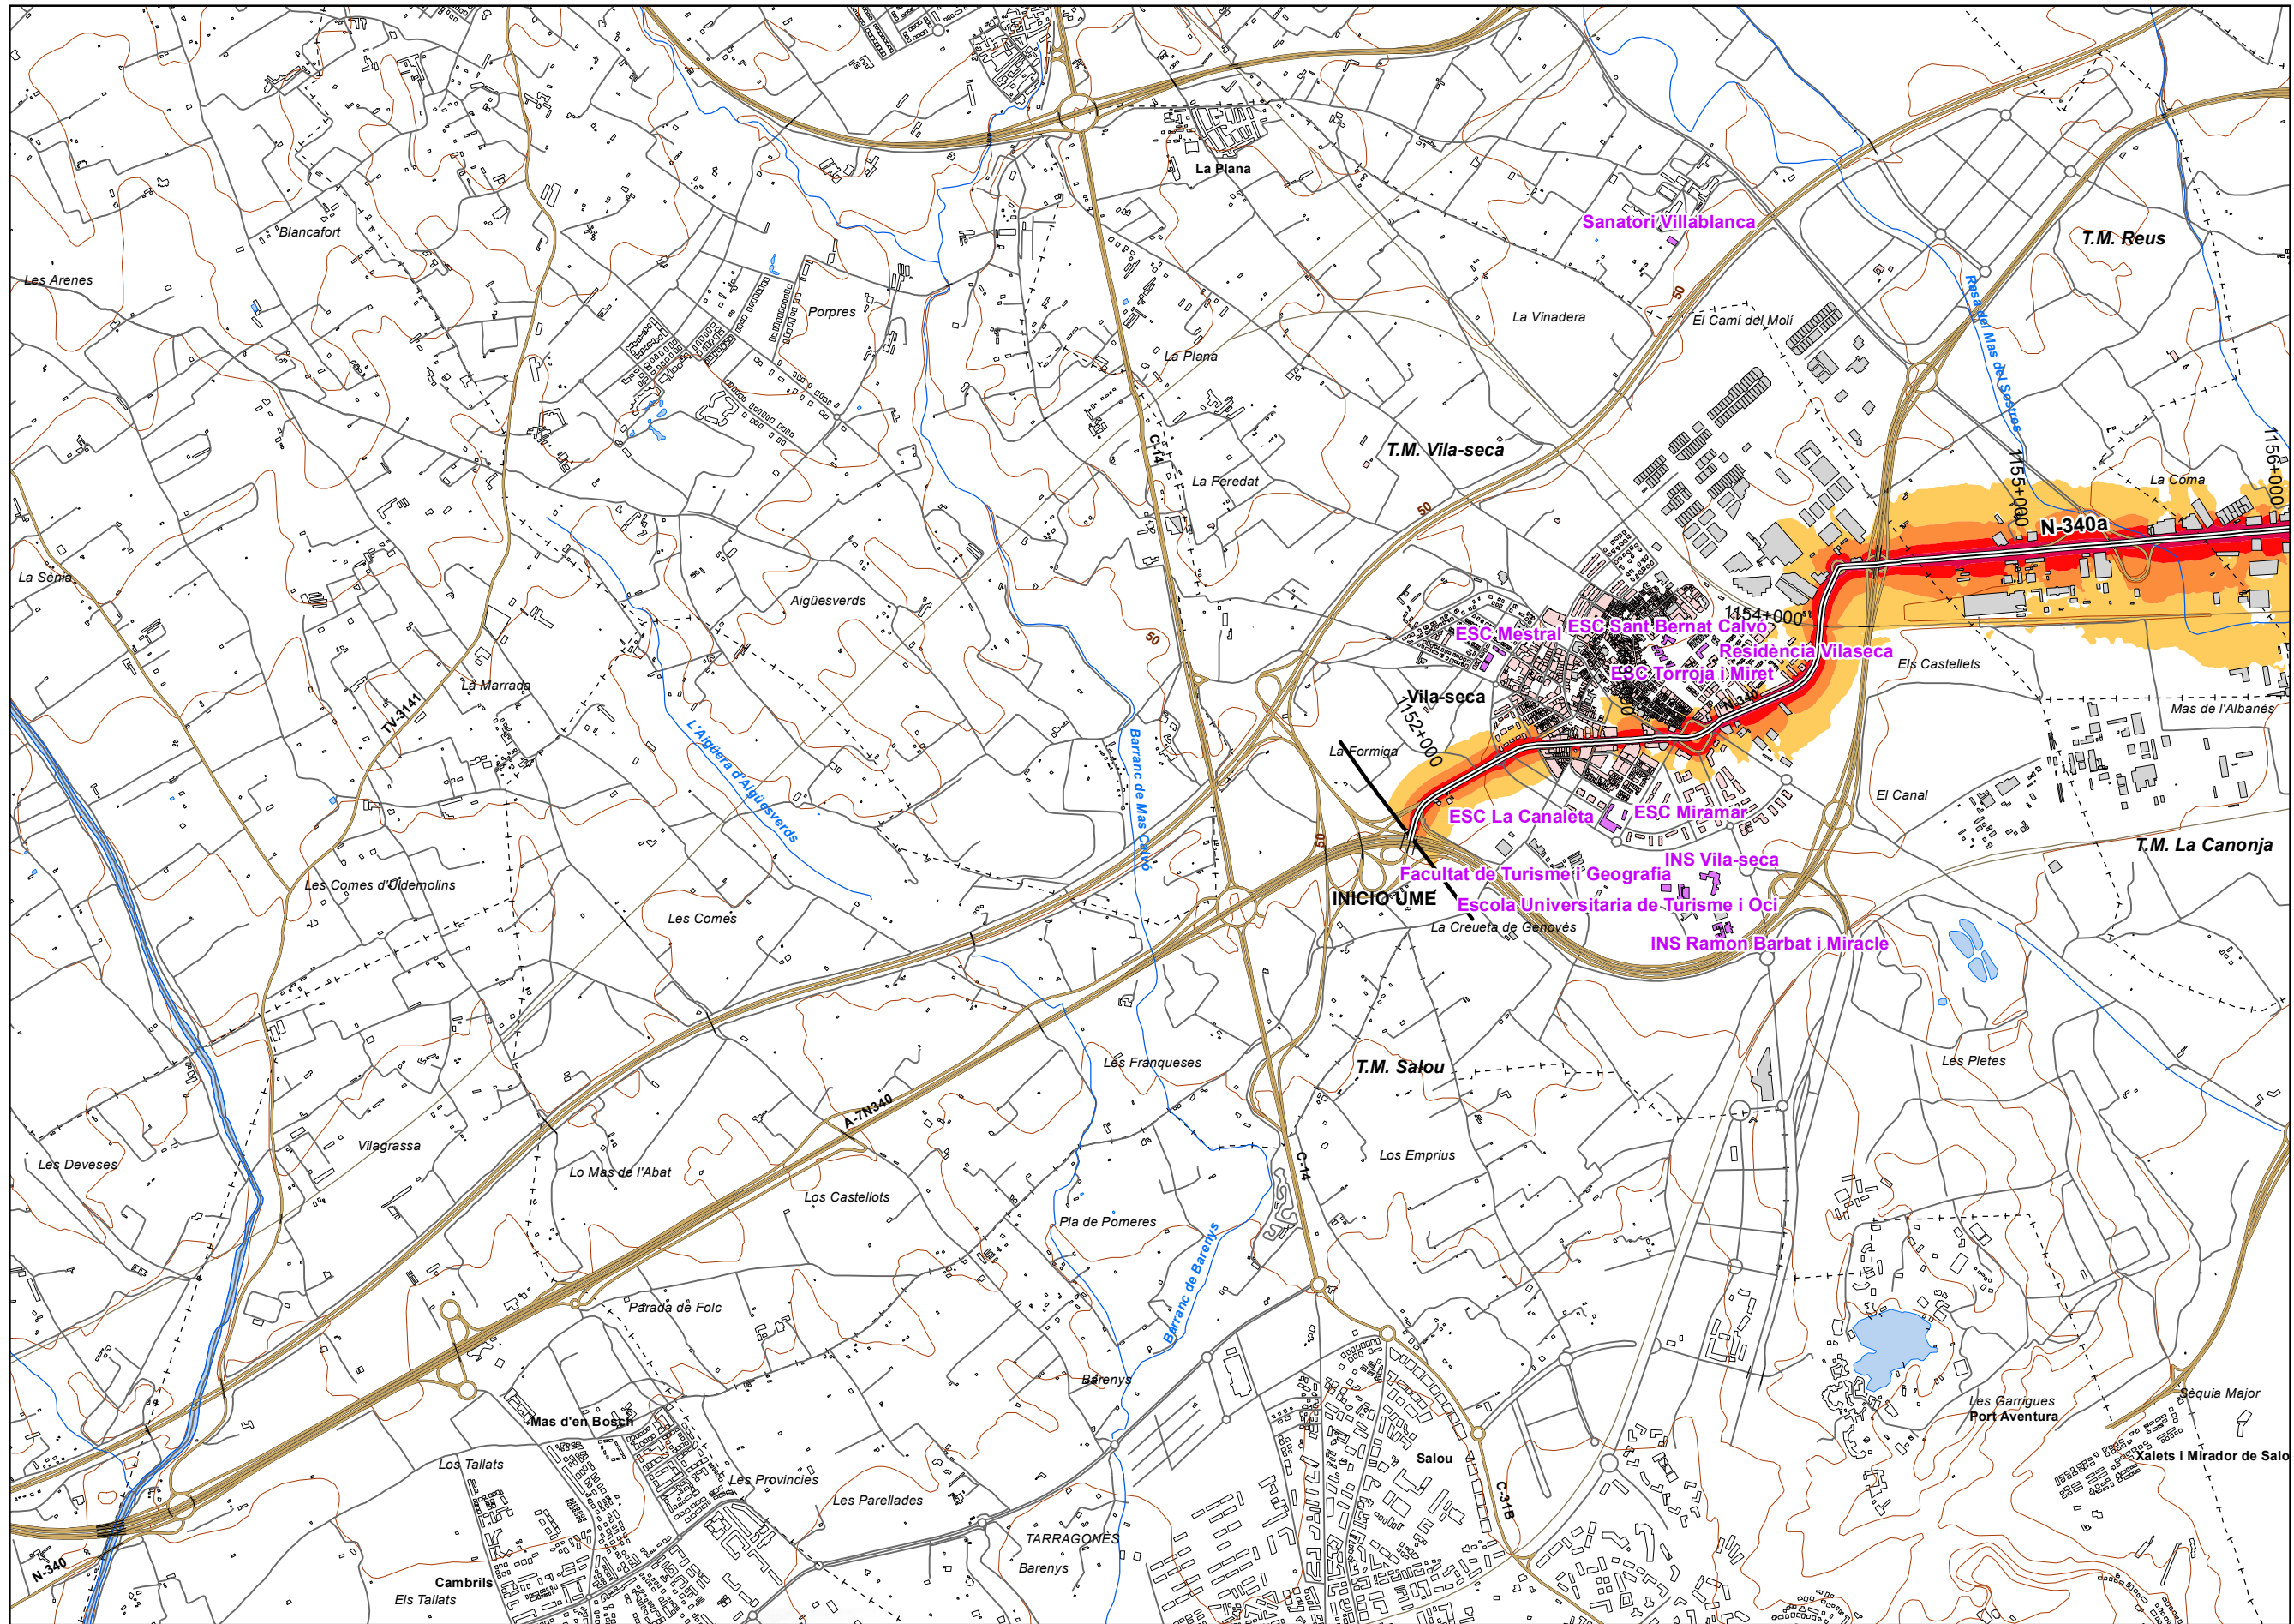 La Plana
Sanatori Villablanca
Blancafort
T.M. Reus
Les Arenes
Rasa del Mas del Sostres
50
Porpres
La Vinadera
El Camí del Molí
La Plana
C-14
T.M. Vila-seca
La Feredat
50
1155+000
La Coma
1156+000
N-340a
La Sènia
Aigüesverds
50
1154+000
ESC Mestral
ESC Sant Bernat Calvó
Residència Vilaseca
Els Castellets
ESC Torroja i Miret
La Marrada
TV-3141
Vila-seca
N-340
Mas de l'Albanès
1152+000
L'Aigüera d'Aigüesverds
Barranc de Mas Calvó
La Formiga
El Canal
ESC La Canaleta
ESC Miramar
50
T.M. La Canonja
INS Vila-seca
Facultat de Turisme i Geografia
Les Comes d'Uldemolins
INICIO UME
Escola Universitaria de Turisme i Oci
Les Comes
La Creueta de Genovès
INS Ramon Barbat i Miracle
Les Franqueses
T.M. Salou
Les Pletes
A-7N340
Vilagrassa
Les Deveses
Lo Mas de l'Abat
Los Emprius
C-14
Los Castellots
Pla de Pomeres
Barranc de Barenys
Parada de Folc
Barenys
Sèquia Major
Les Garrigues
Port Aventura
Mas d'en Bosch
Los Tallats
Salou
Xalets i Mirador de Salo
Les Provincies
Les Parellades
C-31B
TARRAGONÈS
Barenys
N-340
Cambrils
Els Tallats